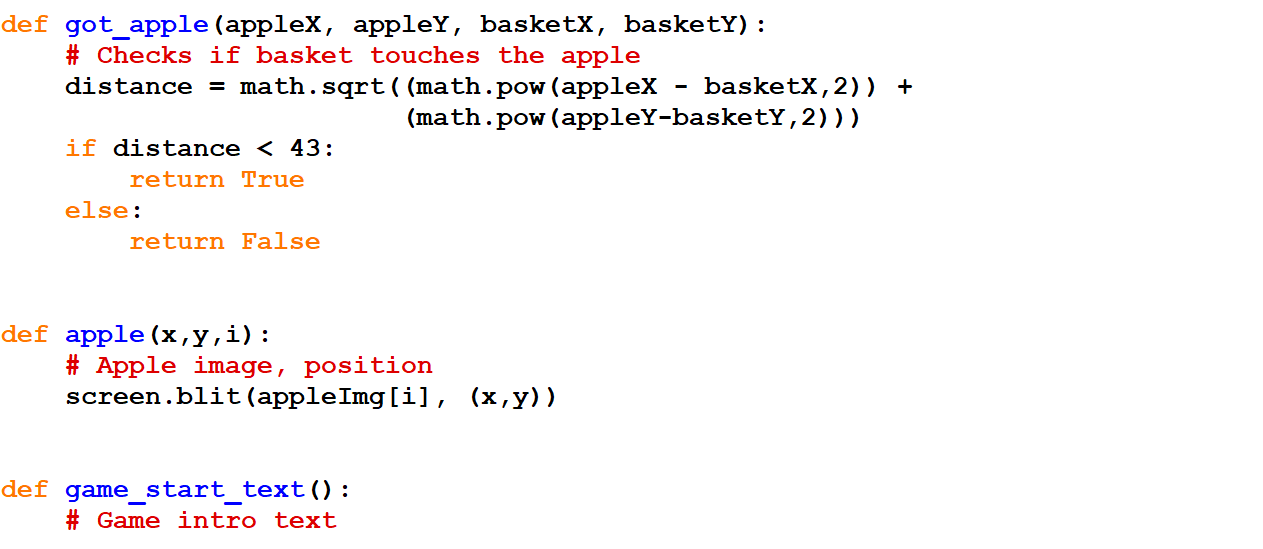 def got_apple(appleX, appleY, basketX, basketY):
    # Checks if basket touches the apple
    distance = math.sqrt((math.pow(appleX - basketX,2)) +
                         (math.pow(appleY-basketY,2)))
    if distance < 43:
        return True
    else:
        return False
def apple(x,y,i):
    # Apple image, position
    screen.blit(appleImg[i], (x,y))
def game_start_text():
    # Game intro text